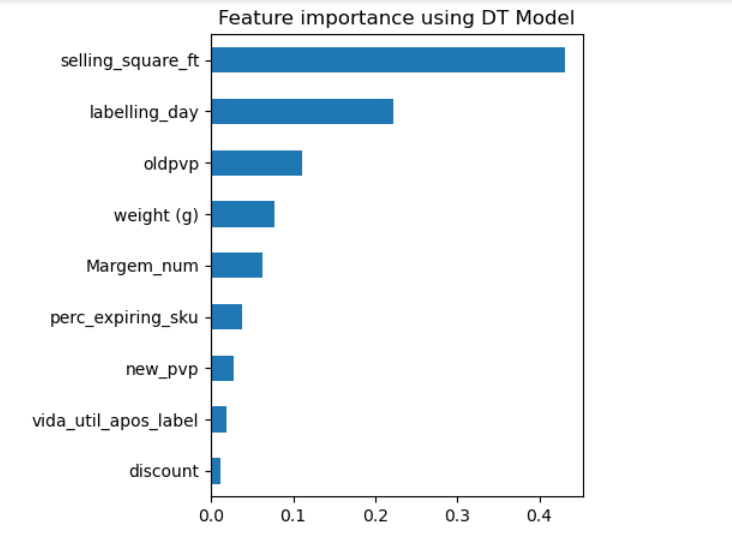 Feature importance using DT Model
selling_square_ft
labelling_day
oldpvp
weight (g)
Margem_num
perc_expiring_sku
new_pvp
vida_util_apos_label
discount
0.0 0.1 0.2 0.3 0.4